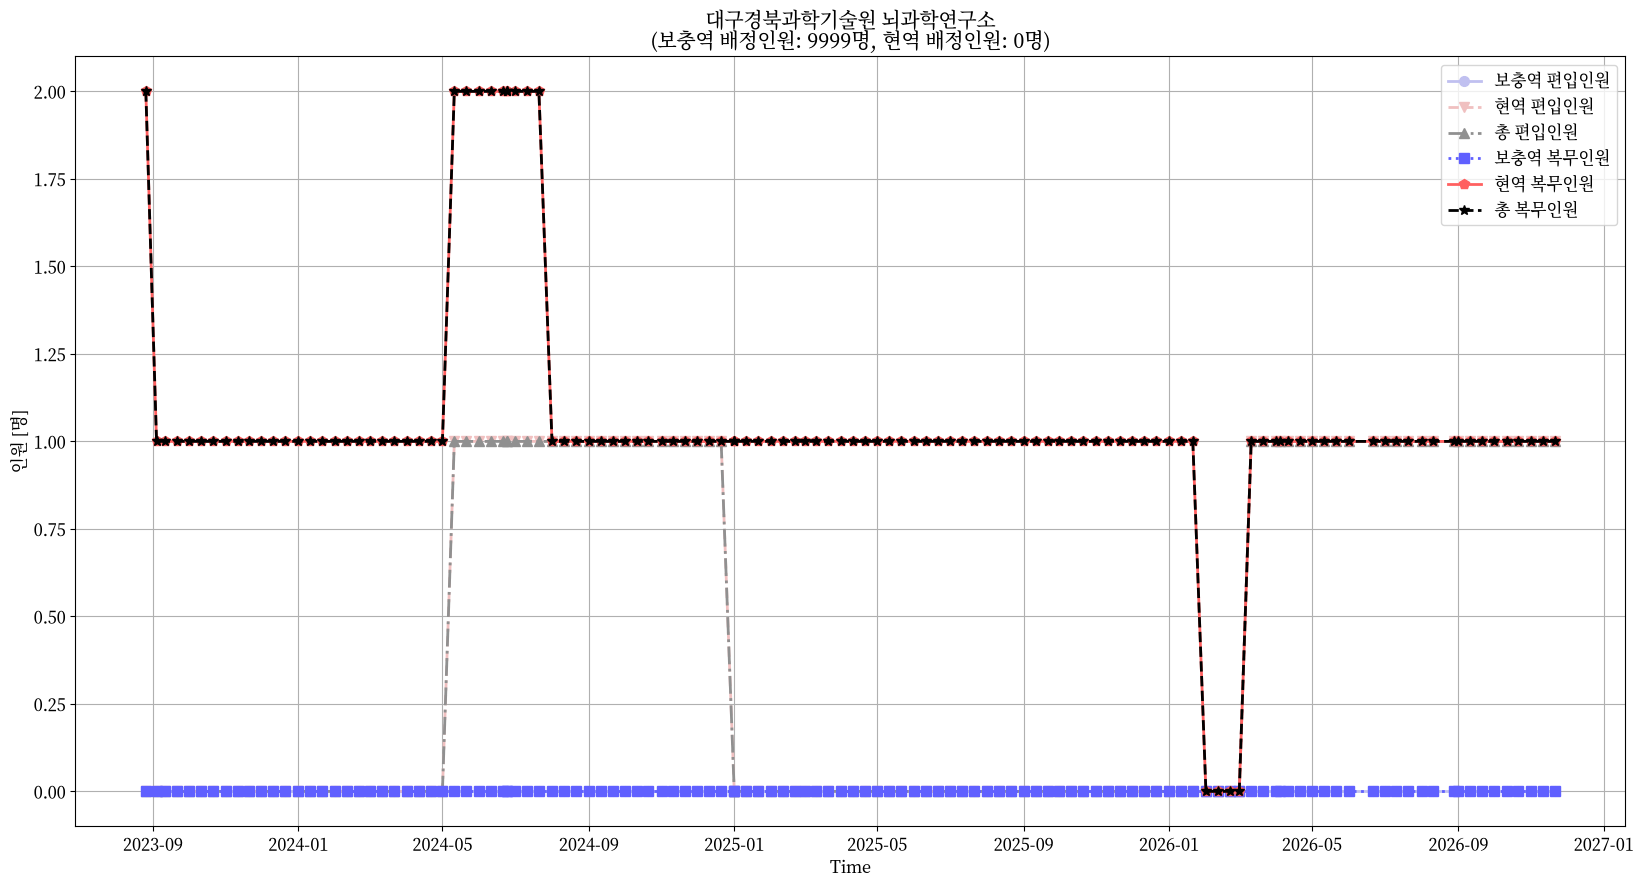 대구경북과학기술원 뇌과학연구소
(보충역 배정인원: 9999명, 현역 배정인원: 0명)
보충역 편입인원
현역 편입인원
총 편입인원
보충역 복무인원
현역 복무인원
총 복무인원
인원 [명]
2.00
1.75
1.50
1.25
1.00
0.75
0.50
0.25
0.00
2023-09
2024-01
2024-05
2024-09
2025-01
2025-05
2025-09
2026-01
2026-05
2026-09
2027-01
Time